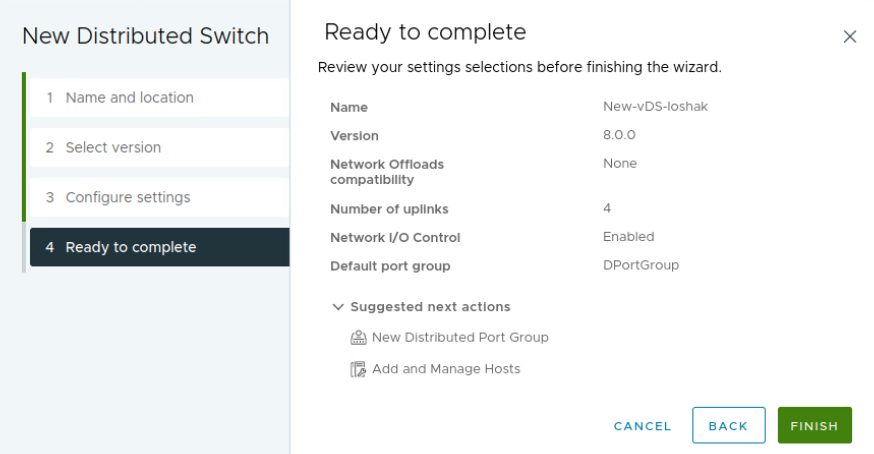 New Distributed Switch
1 Name and location
2 Select version
3 Configure settings
4 Ready to complete
Ready to complete
Review your settings selections before finishing the wizard.
Name New-vDS-loshak
Version 8.0.0
Network Offloads compatibility None
Number of uplinks 4
Network I/O Control Enabled
Default port group DPortGroup
Suggested next actions
New Distributed Port Group
Add and Manage Hosts
CANCEL BACK FINISH